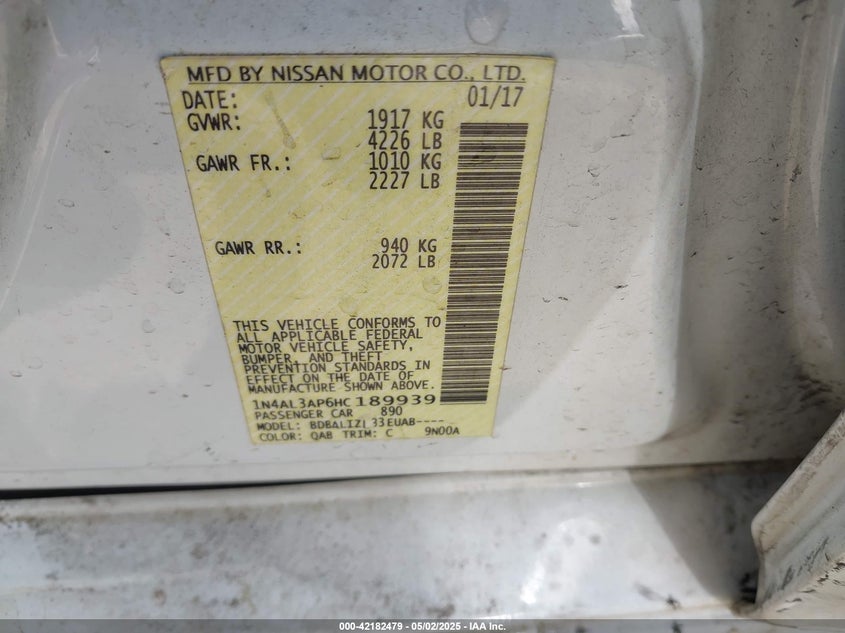 MFD BY NISSAN MOTOR CO., LTD.
DATE: 01/17
GVWR: 1917 KG
4226 LB
GAWR FR.: 1010 KG
2227 LB
GAWR RR.: 940 KG
2072 LB
THIS VEHICLE CONFORMS TO
ALL APPLICABLE FEDERAL
MOTOR VEHICLE SAFETY,
BUMPER, AND THEFT
PREVENTION STANDARDS IN
EFFECT ON THE DATE OF
MANUFACTURE SHOWN ABOVE.
1N4AL3AP6HC189939
PASSENGER CAR 890
MODEL: BDBALIZL33EUAB----
COLOR: QAB TRIM: C 9N00A
000-42182479 - 05/02/2025 - IAA Inc.